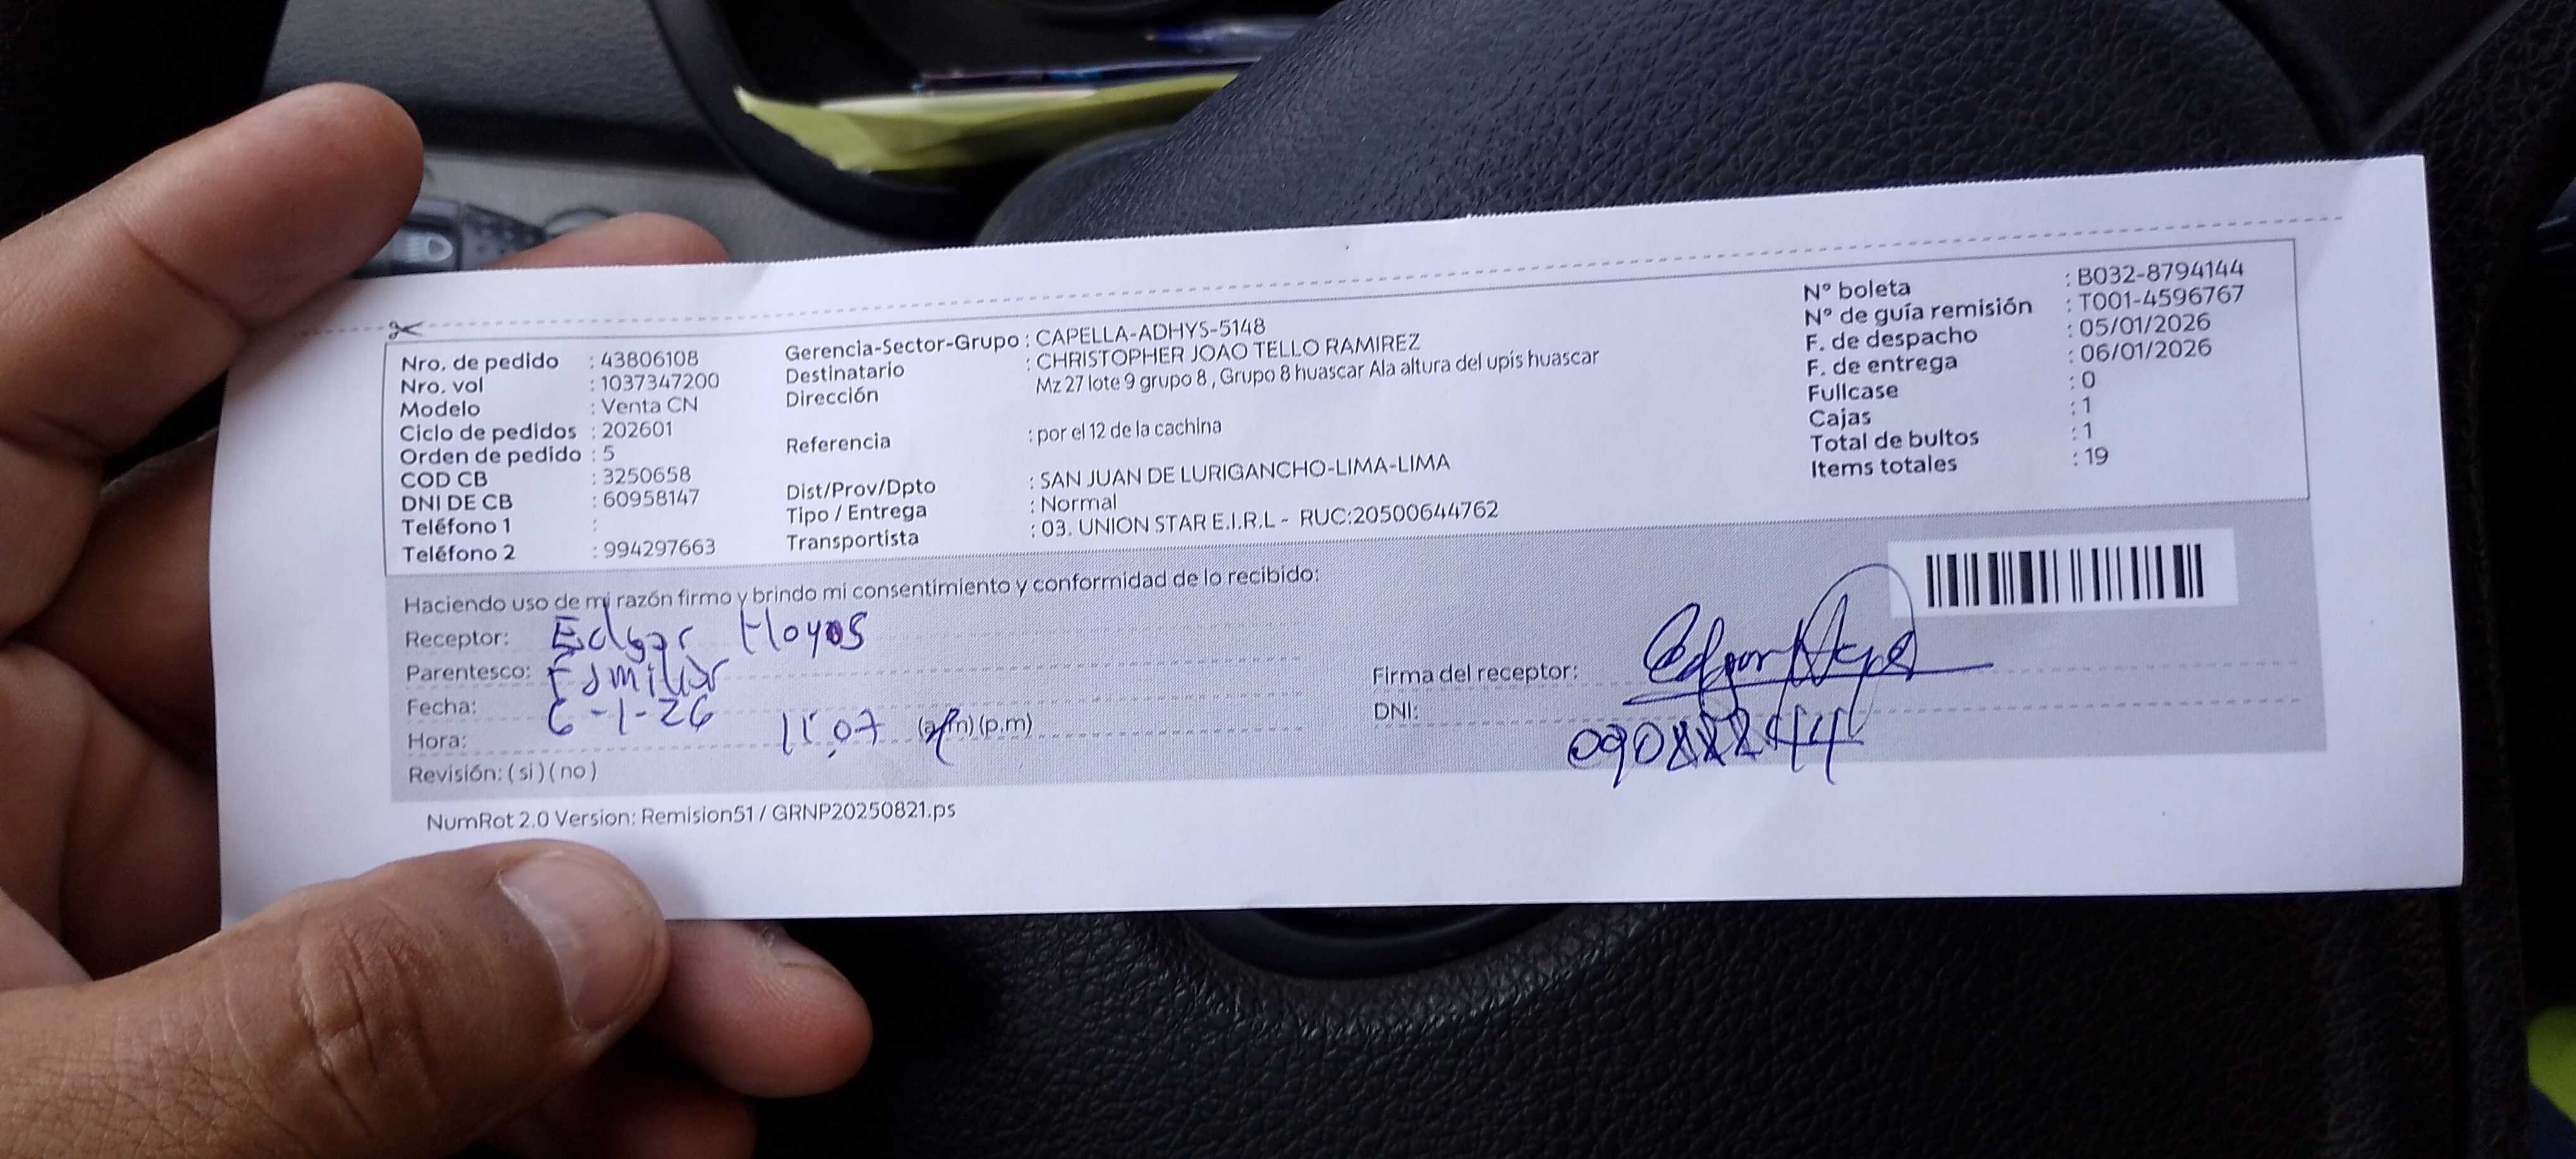 Nro. de pedido : 43806108
Nro. vol : 1037347200
Modelo : Venta CN
Ciclo de pedidos : 202601
Orden de pedido : 5
COD CB : 3250658
DNI DE CB : 60958147
Teléfono 1 :
Teléfono 2 : 994297663
Gerencia-Sector-Grupo : CAPELLA-ADHYS-5148
Destinatario : CHRISTOPHER JOAO TELLO RAMIREZ
Dirección Mz 27 lote 9 grupo 8 , Grupo 8 huascar Ala altura del upis huascar
Referencia : por el 12 de la cachina
Dist/Prov/Dpto : SAN JUAN DE LURIGANCHO-LIMA-LIMA
Tipo / Entrega : Normal
Transportista : 03. UNION STAR E.I.R.L - RUC:20500644762
N° boleta : B032-8794144
N° de guía remisión : T001-4596767
F. de despacho : 05/01/2026
F. de entrega : 06/01/2026
Fullcase : 0
Cajas : 1
Total de bultos : 1
Items totales : 19
Haciendo uso de mi razón firmo y brindo mi consentimiento y conformidad de lo recibido:
Receptor: Edgar Hoyos
Parentesco: Familiar
Fecha: 6-1-26
Hora: 11:07 (a.m) (p.m)
Revisión: ( si ) ( no )
Firma del receptor: Edgar Hoyos
DNI:
NumRot 2.0 Version: Remision51 / GRNP20250821.ps